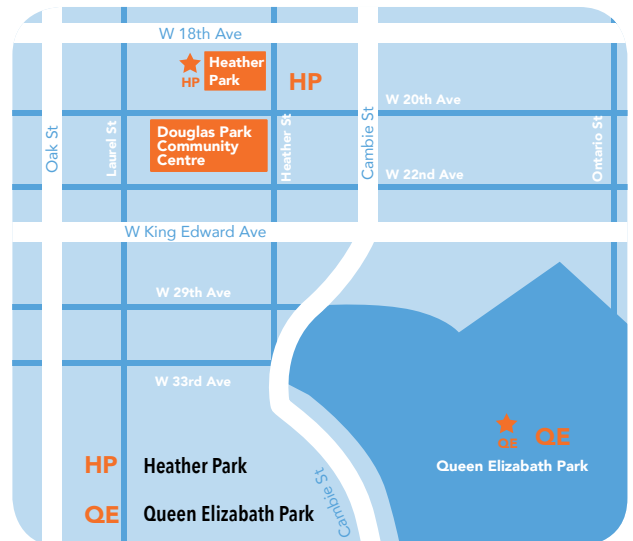 W 18th Ave
Heather
Park
HP
HP
W 20th Ave
Oak St
Laurel St
Douglas Park
Community
Centre
Heather St
Cambie St
Ontario St
W 22nd Ave
W King Edward Ave
W 29th Ave
W 33rd Ave
QE
QE
Queen Elizabath Park
HP Heather Park
QE Queen Elizabath Park
Cambie St